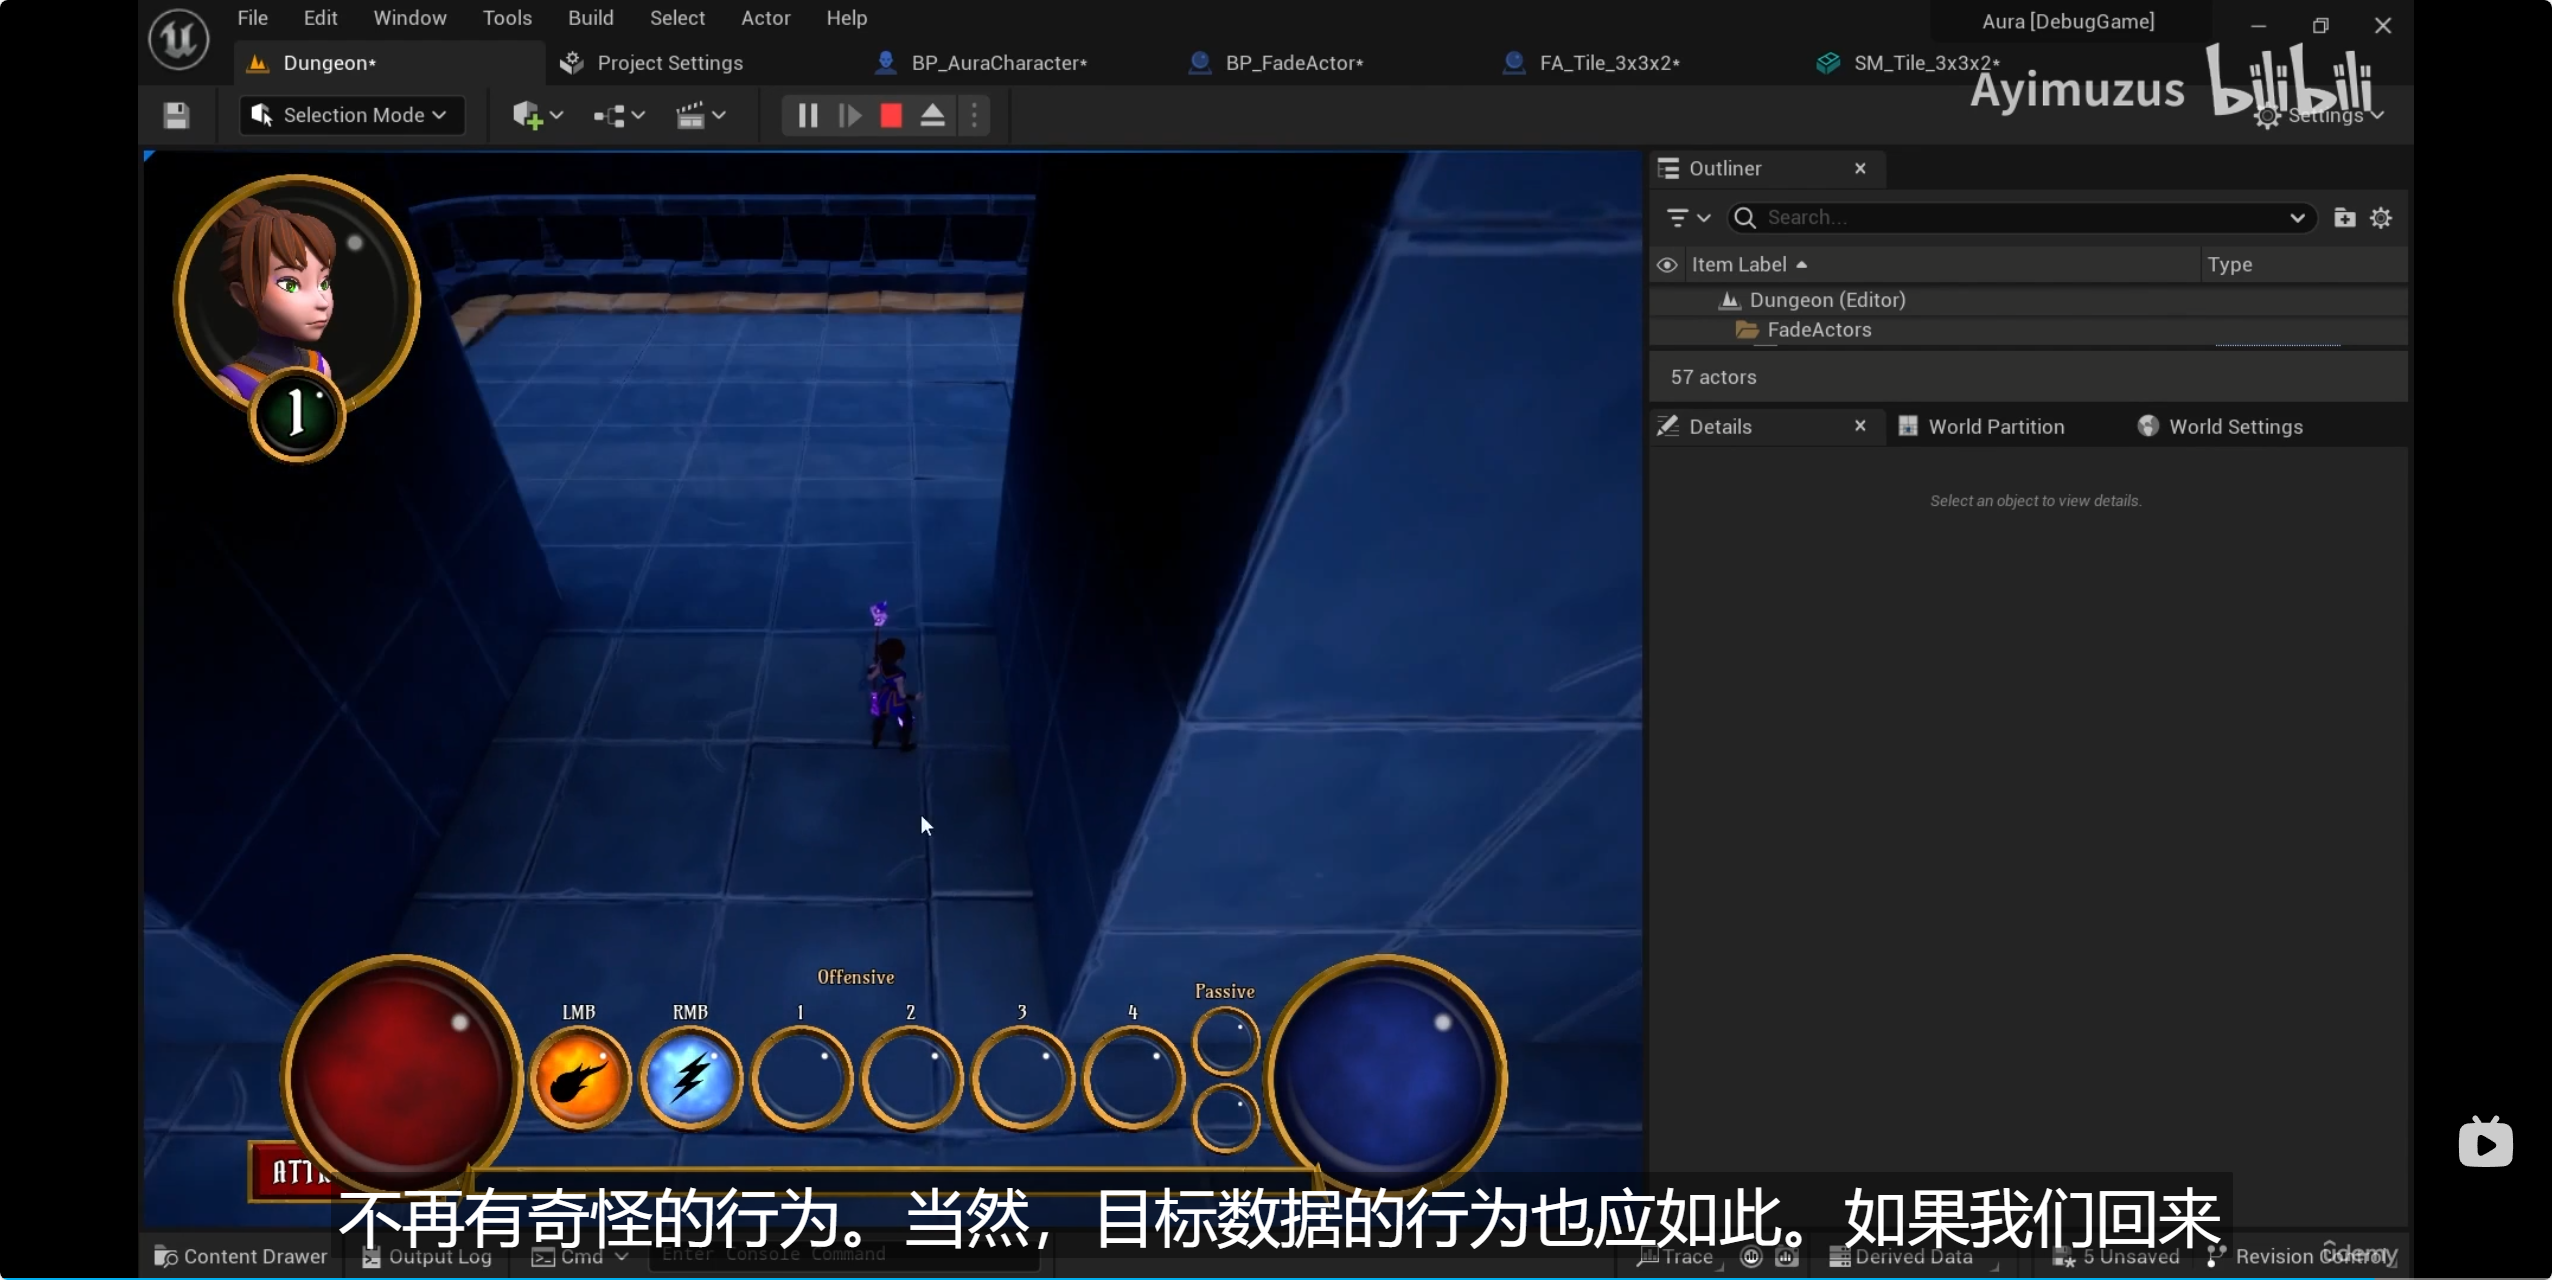 File Edit Window Tools Build Select Actor Help
Aura [DebugGame]
Dungeon*
Project Settings
BP_AuraCharacter*
BP_FadeActor*
FA_Tile_3x3x2*
SM_Tile_3x3x2*
Ayimuzus bilibili
Selection Mode
Settings
Outliner
Search...
Item Label
Type
Dungeon (Editor)
FadeActors
57 actors
Details
World Partition
World Settings
Select an object to view details.
1
Offensive
Passive
LMB
RMB
1
2
3
4
不再有奇怪的行为。当然，目标数据的行为也应如此。如果我们回来
Content Drawer
Output Log
Cmd
Enter Console Command
Trace
Derived Data
5 Unsaved
Revision Control
ûdemy